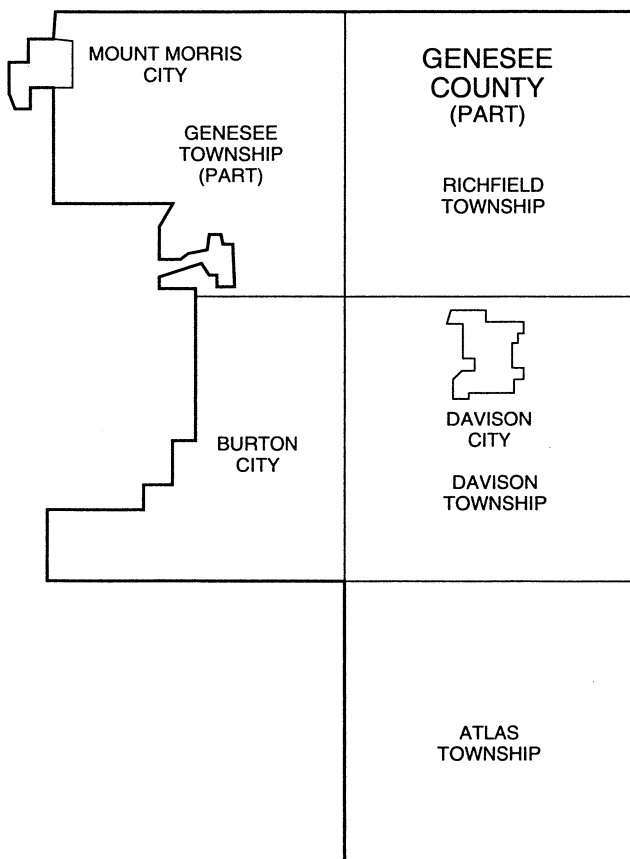 MOUNT MORRIS
CITY
GENESEE
COUNTY
(PART)
GENESEE
TOWNSHIP
(PART)
RICHFIELD
TOWNSHIP
DAVISON
CITY
BURTON
CITY
DAVISON
TOWNSHIP
ATLAS
TOWNSHIP